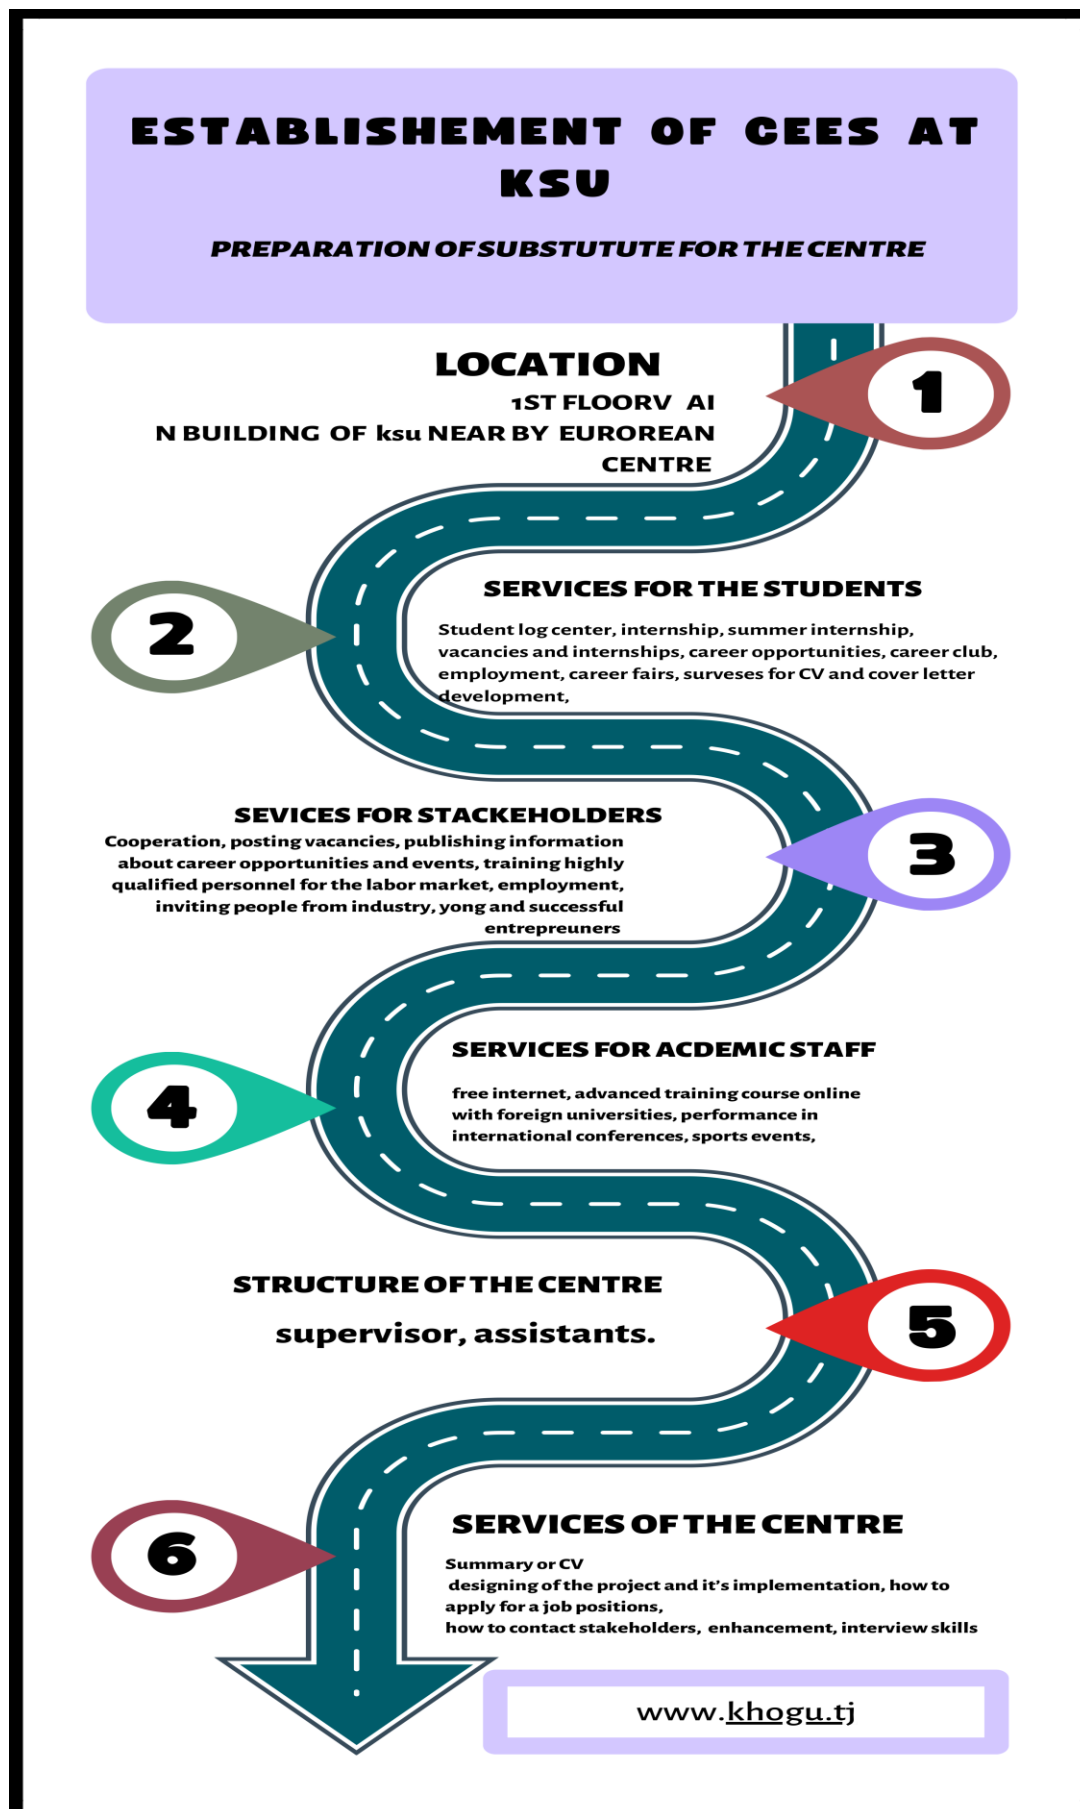 ESTABLISHEMENT OF CEES AT
KSU
PREPARATION OF SUBSTUTUTE FOR THE CENTRE
LOCATION
1ST FLOORV AI
N BUILDING OF ksu NEAR BY EUROREAN
CENTRE
1
SERVICES FOR THE STUDENTS
2
Student log center, internship, summer internship,
vacancies and internships, career opportunities, career club,
employment, career fairs, surveses for CV and cover letter
development,
SEVICES FOR STACKEHOLDERS
Cooperation, posting vacancies, publishing information
about career opportunities and events, training highly
qualified personnel for the labor market, employment,
inviting people from industry, yong and successful
entrepreuners
3
SERVICES FOR ACDEMIC STAFF
4
free internet, advanced training course online
with foreign universities, performance in
international conferences, sports events,
STRUCTURE OF THE CENTRE
supervisor, assistants.
5
SERVICES OF THE CENTRE
6
Summary or CV
designing of the project and it's implementation, how to
apply for a job positions,
how to contact stakeholders, enhancement, interview skills
www.khogu.tj